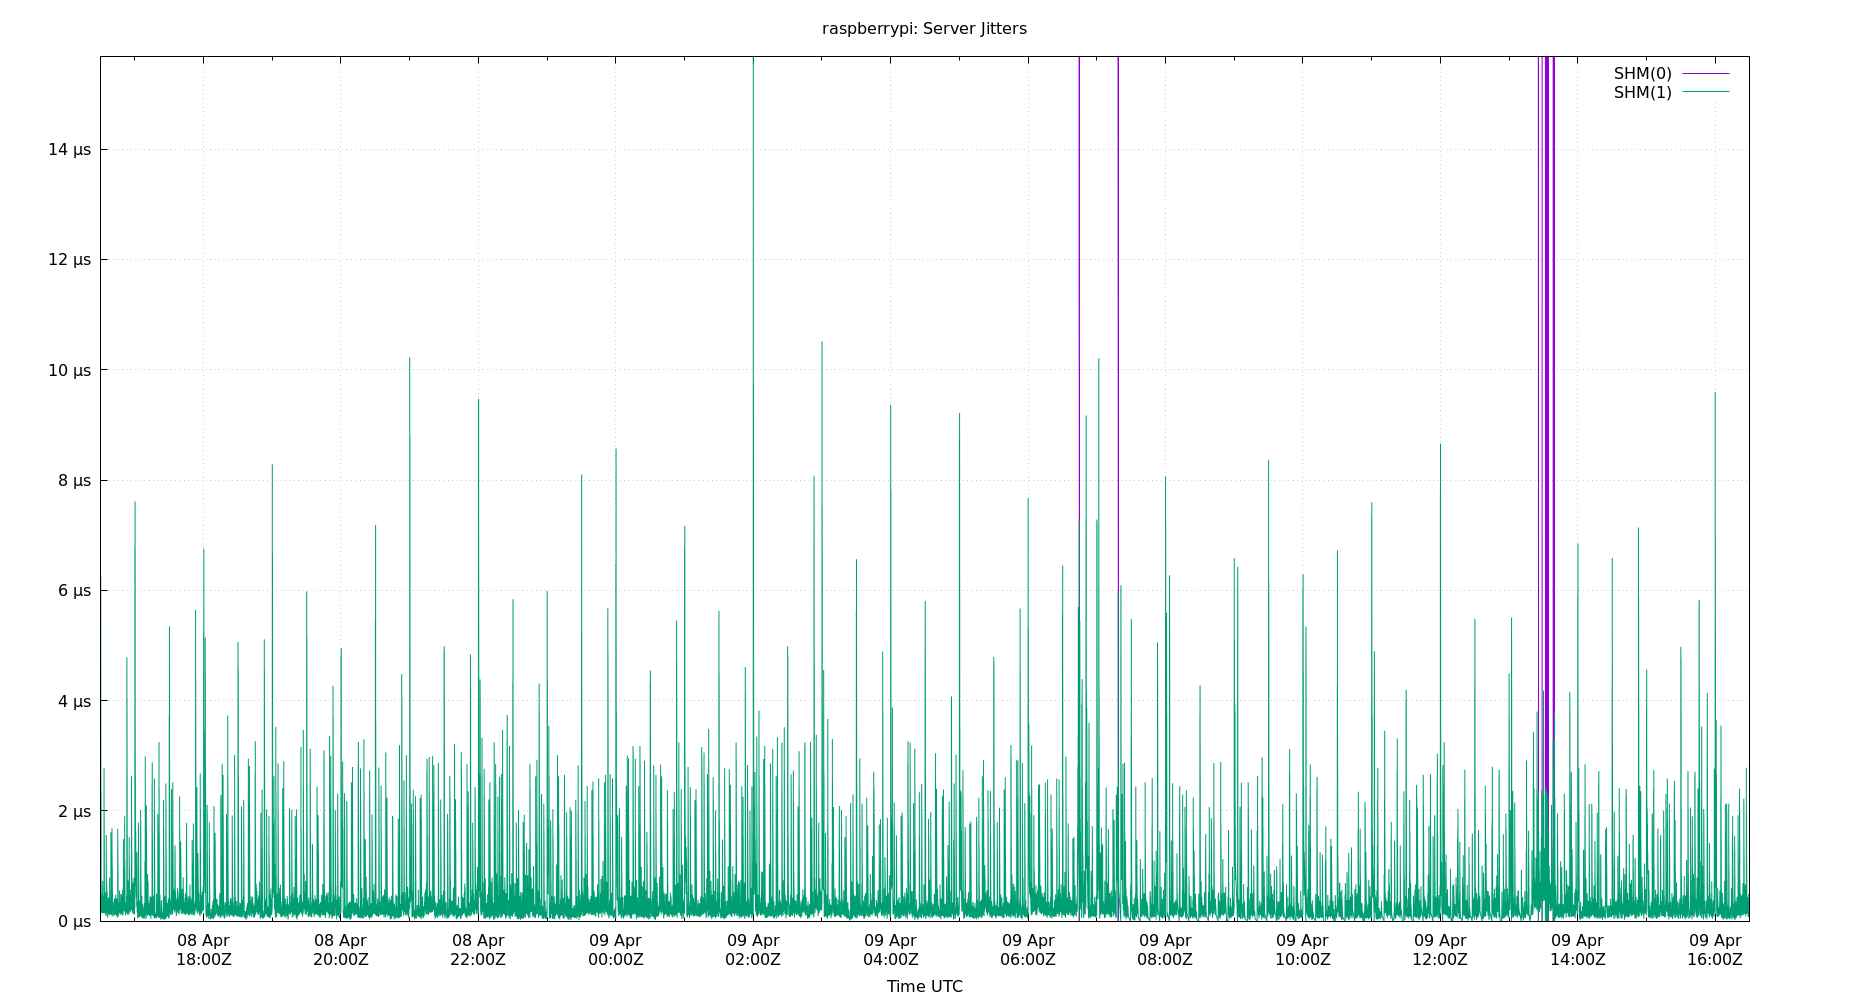 raspberrypi: Server Jitters
SHM(0)
SHM(1)
14 µs
12 µs
10 µs
8 µs
6 µs
4 µs
2 µs
0 µs
08 Apr 08 Apr 08 Apr 09 Apr 09 Apr 09 Apr 09 Apr 09 Apr 09 Apr 09 Apr 09 Apr 09 Apr
18:00Z 20:00Z 22:00Z 00:00Z 02:00Z 04:00Z 06:00Z 08:00Z 10:00Z 12:00Z 14:00Z 16:00Z
Time UTC